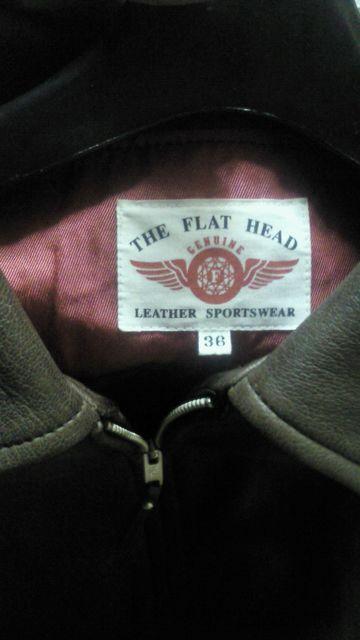 THE FLAT HEAD
GENUINE
F
LEATHER SPORTSWEAR
36